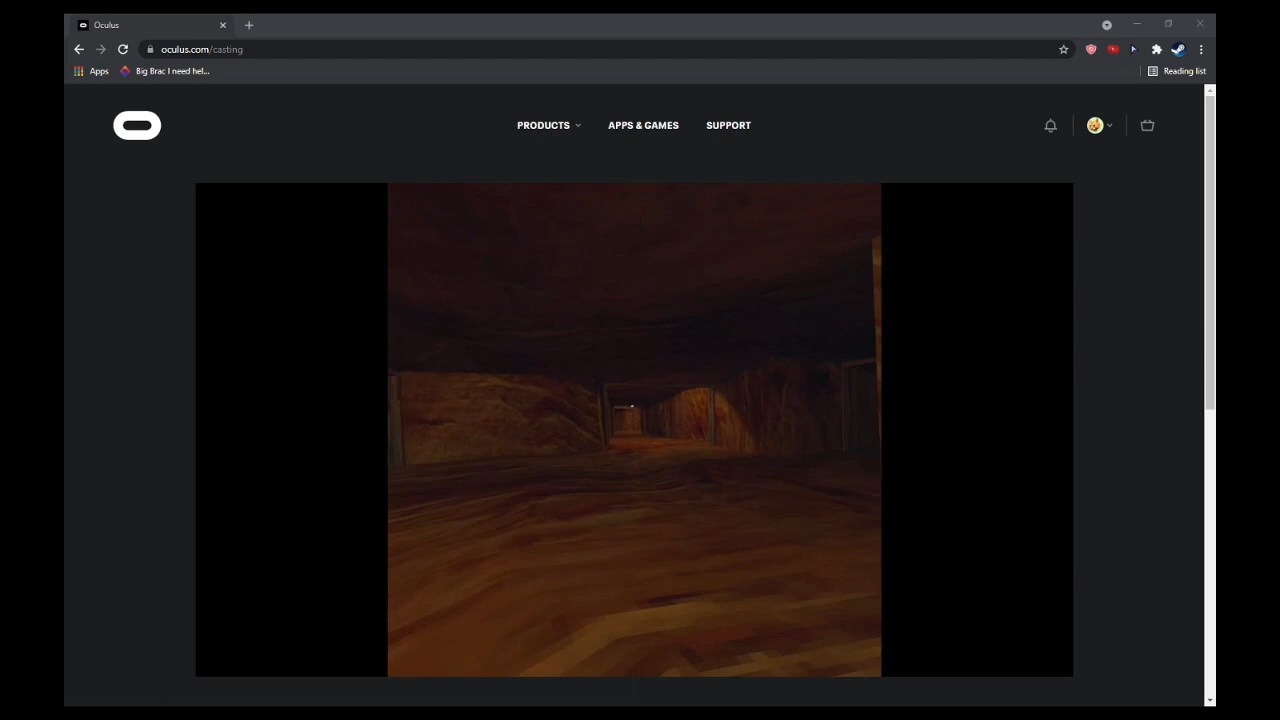 Oculus
oculus.com/casting
Apps
Big Brac I need hel...
Reading list
PRODUCTS
APPS & GAMES
SUPPORT